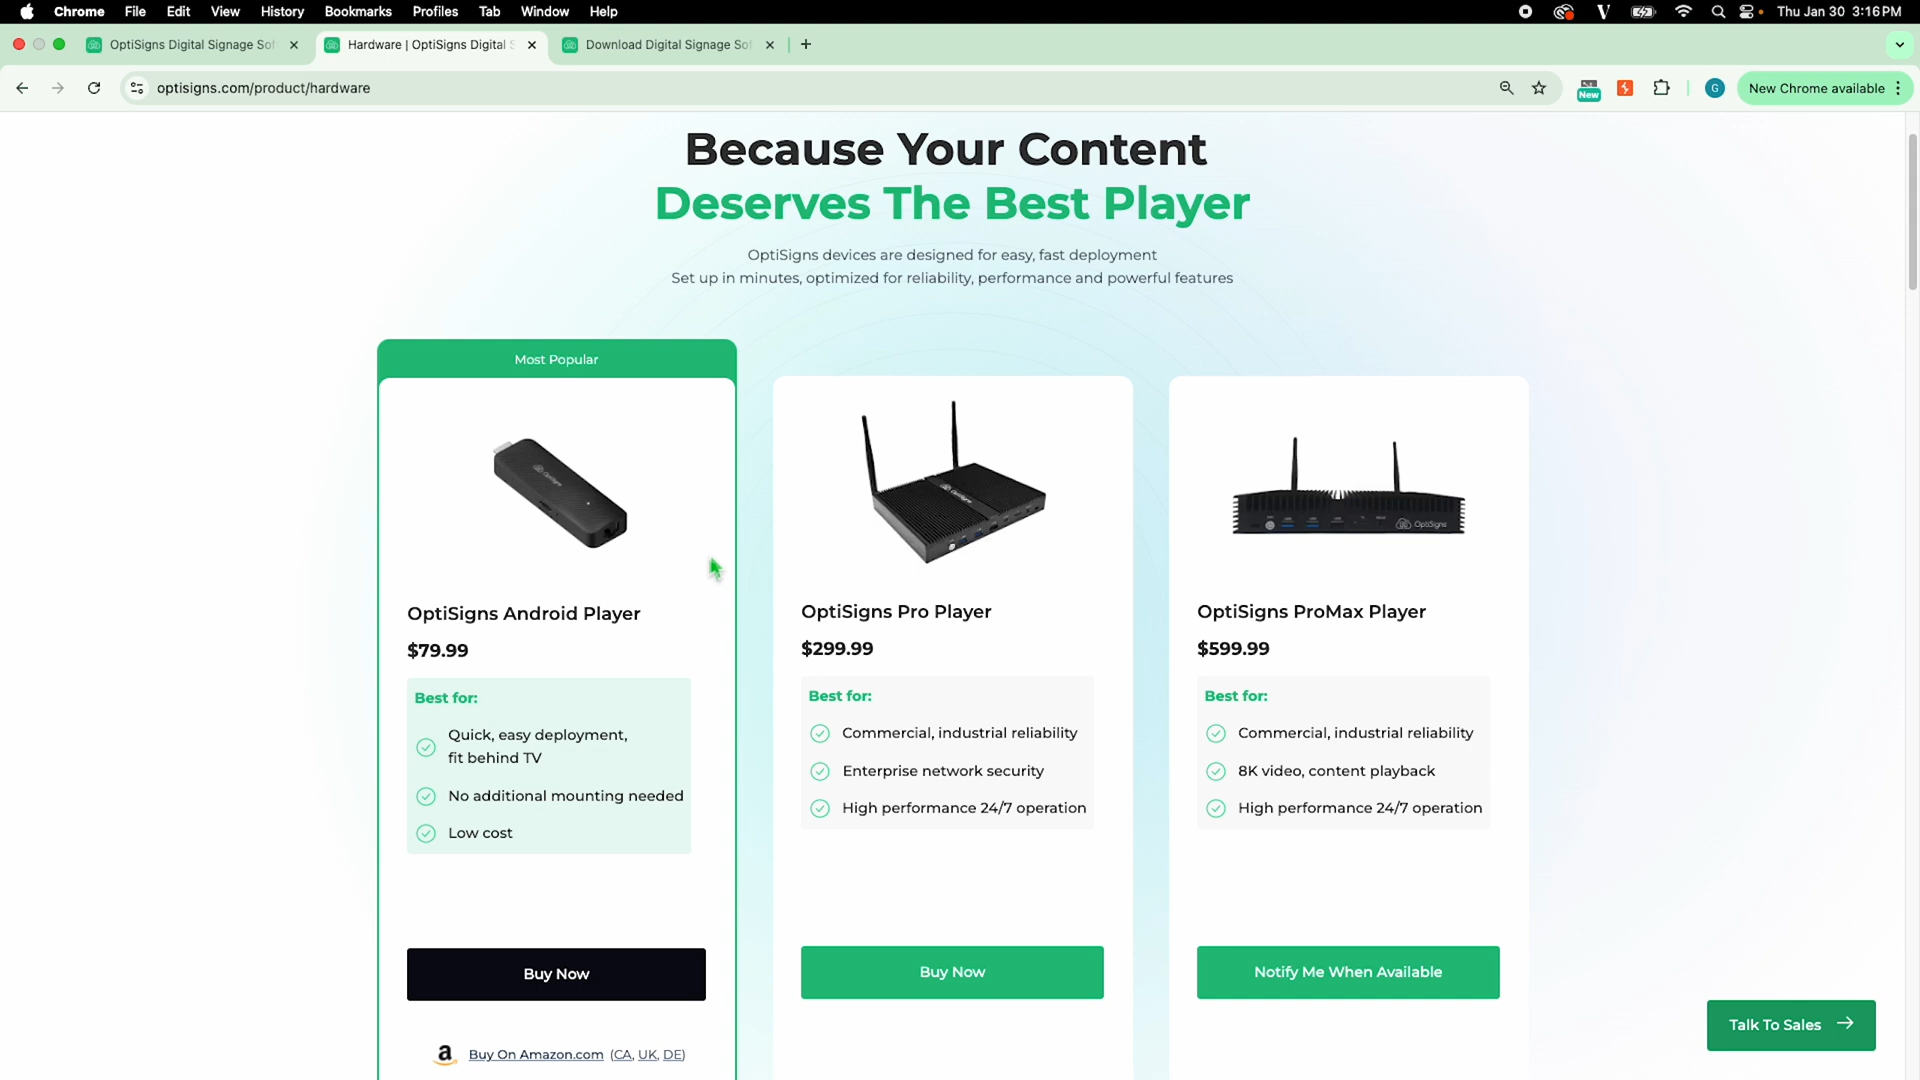 Chrome File Edit View History Bookmarks Profiles Tab Window Help
Thu Jan 30 3:16 PM
OptiSigns Digital Signage Sof
Hardware | OptiSigns Digital S
Download Digital Signage Sof
optisigns.com/product/hardware
New
G
New Chrome available
Because Your Content
Deserves The Best Player
OptiSigns devices are designed for easy, fast deployment
Set up in minutes, optimized for reliability, performance and powerful features
Most Popular
OptiSigns
OptiSigns
OptiSigns
OptiSigns Android Player
$79.99
Best for:
Quick, easy deployment,
fit behind TV
No additional mounting needed
Low cost
Buy Now
a Buy On Amazon.com (CA, UK, DE)
OptiSigns Pro Player
$299.99
Best for:
Commercial, industrial reliability
Enterprise network security
High performance 24/7 operation
Buy Now
OptiSigns ProMax Player
$599.99
Best for:
Commercial, industrial reliability
8K video, content playback
High performance 24/7 operation
Notify Me When Available
Talk To Sales